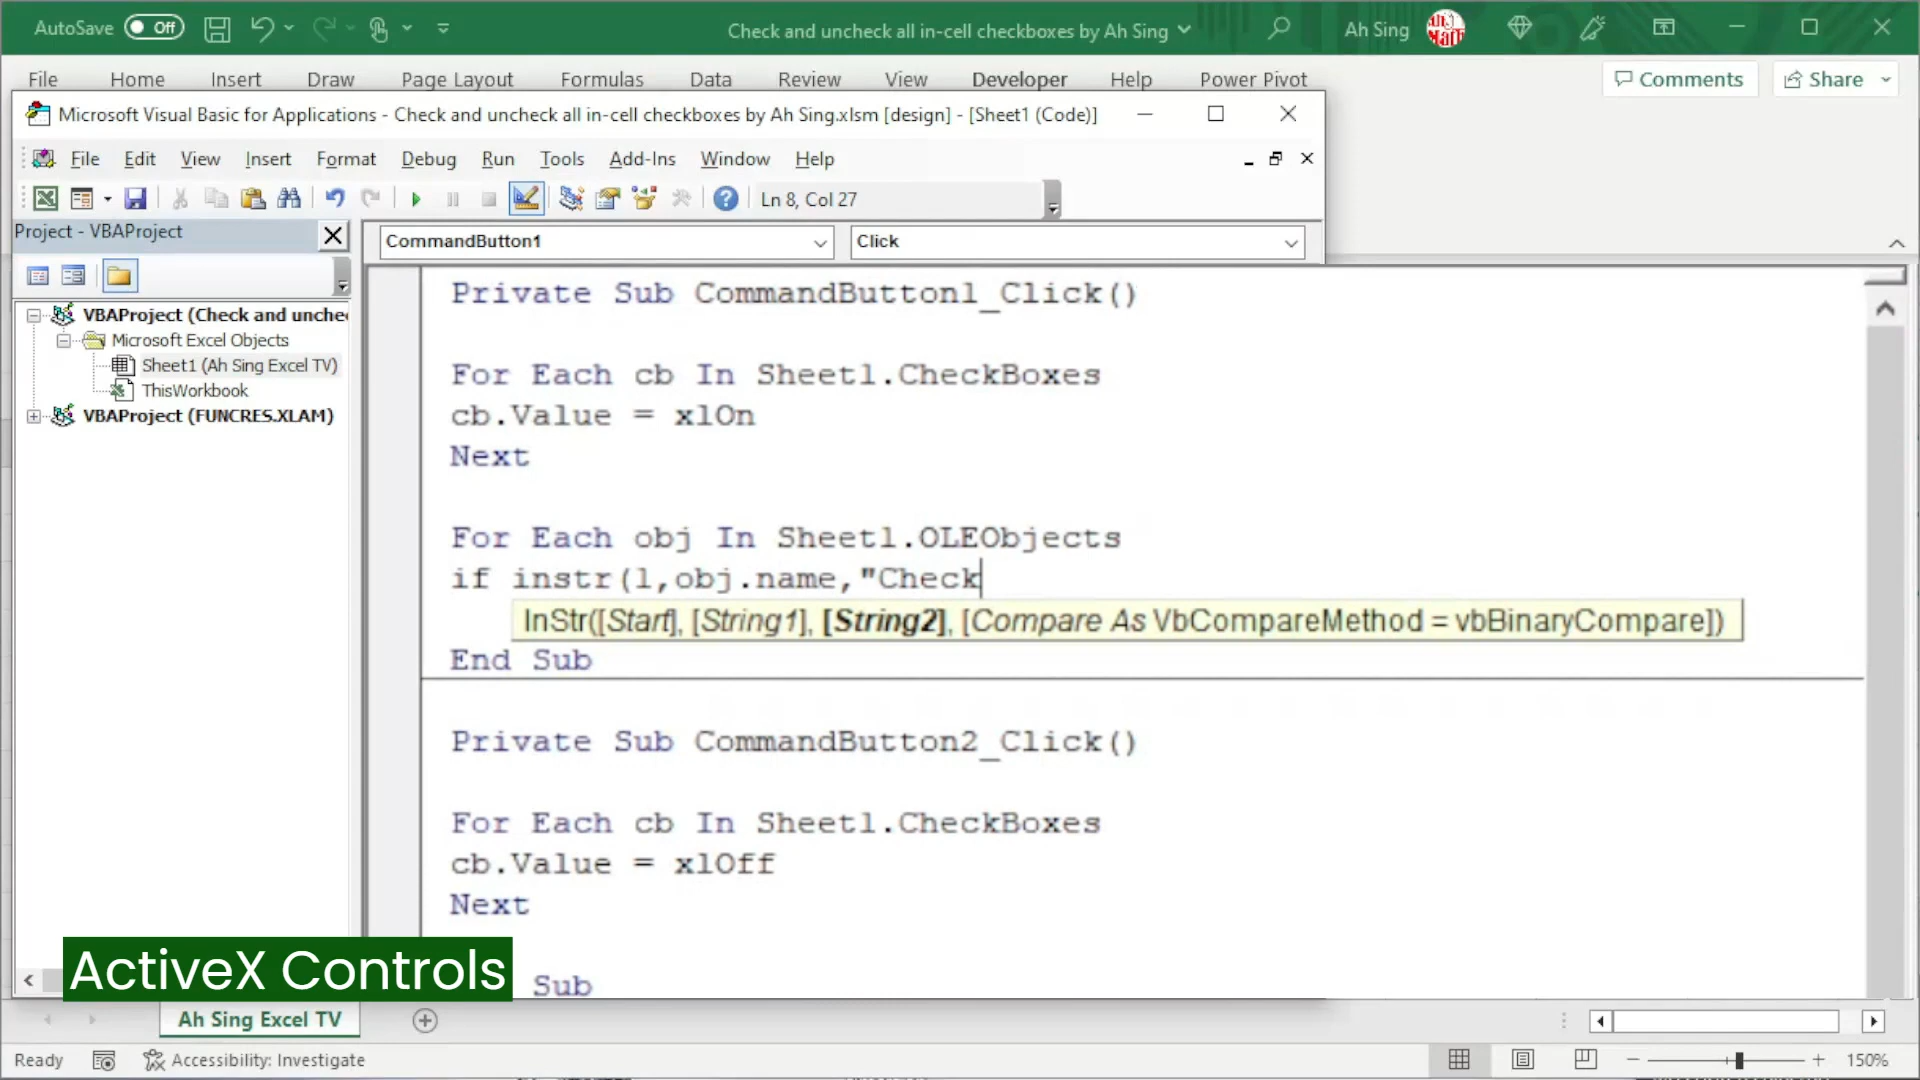 AutoSave Off
Check and uncheck all in-cell checkboxes by Ah Sing
Ah Sing
File Home Insert Draw Page Layout Formulas Data Review View Developer Help Power Pivot
Comments Share
Microsoft Visual Basic for Applications - Check and uncheck all in-cell checkboxes by Ah Sing.xlsm [design] - [Sheet1 (Code)]
File Edit View Insert Format Debug Run Tools Add-Ins Window Help
Ln 8, Col 27
Project - VBAProject
CommandButton1 Click
VBAProject (Check and unche
Microsoft Excel Objects
Sheet1 (Ah Sing Excel TV)
ThisWorkbook
VBAProject (FUNCRES.XLAM)
Private Sub CommandButton1_Click()
For Each cb In Sheet1.CheckBoxes
cb.Value = xlOn
Next
For Each obj In Sheet1.OLEObjects
if instr(1,obj.name,"Check
InStr([Start], [String1], [String2], [Compare As VbCompareMethod = vbBinaryCompare])
End Sub
Private Sub CommandButton2_Click()
For Each cb In Sheet1.CheckBoxes
cb.Value = xlOff
Next
Sub
ActiveX Controls
Ah Sing Excel TV
Ready Accessibility: Investigate 150%